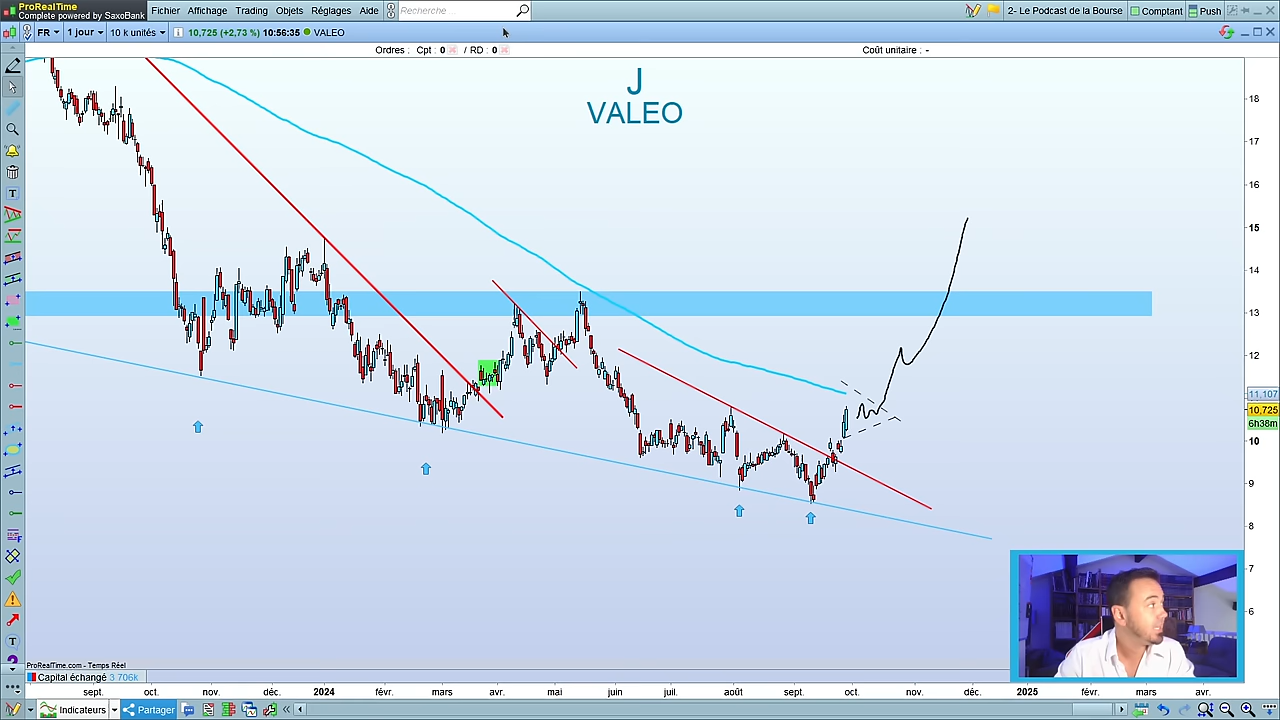 ProRealTime
Complete powered by SaxoBank
Fichier Affichage Trading Objets Réglages Aide
Recherche...
2- Le Podcast de la Bourse
Comptant
Push
FR
1 jour
10 k unités
10,725 (+2,73 %) 10:56:35
VALEO
Ordres : Cpt : 0 / RD : 0
Coût unitaire : -
J
VALEO
18
17
16
15
14
13
12
11,107
10,725
6h38m
10
9
8
7
6
ProRealTime.com - Temps Réel
Capital échangé 3 706k
sept. oct. nov. déc. 2024 févr. mars avr. mai juin juil. août sept. oct. nov. déc. 2025 févr. mars avr.
Indicateurs
Partager